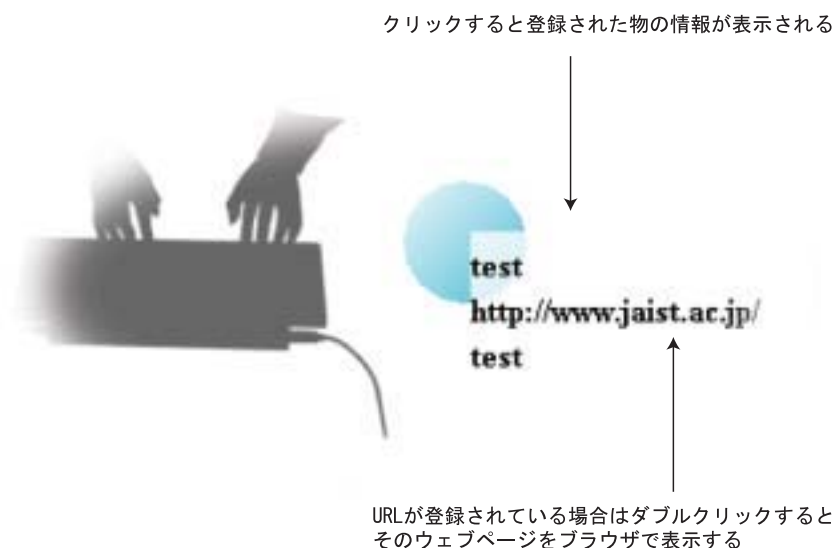 クリックすると登録された物の情報が表示される
test
http://www.jaist.ac.jp/
test
URLが登録されている場合はダブルクリックすると
そのウェブページをブラウザで表示する